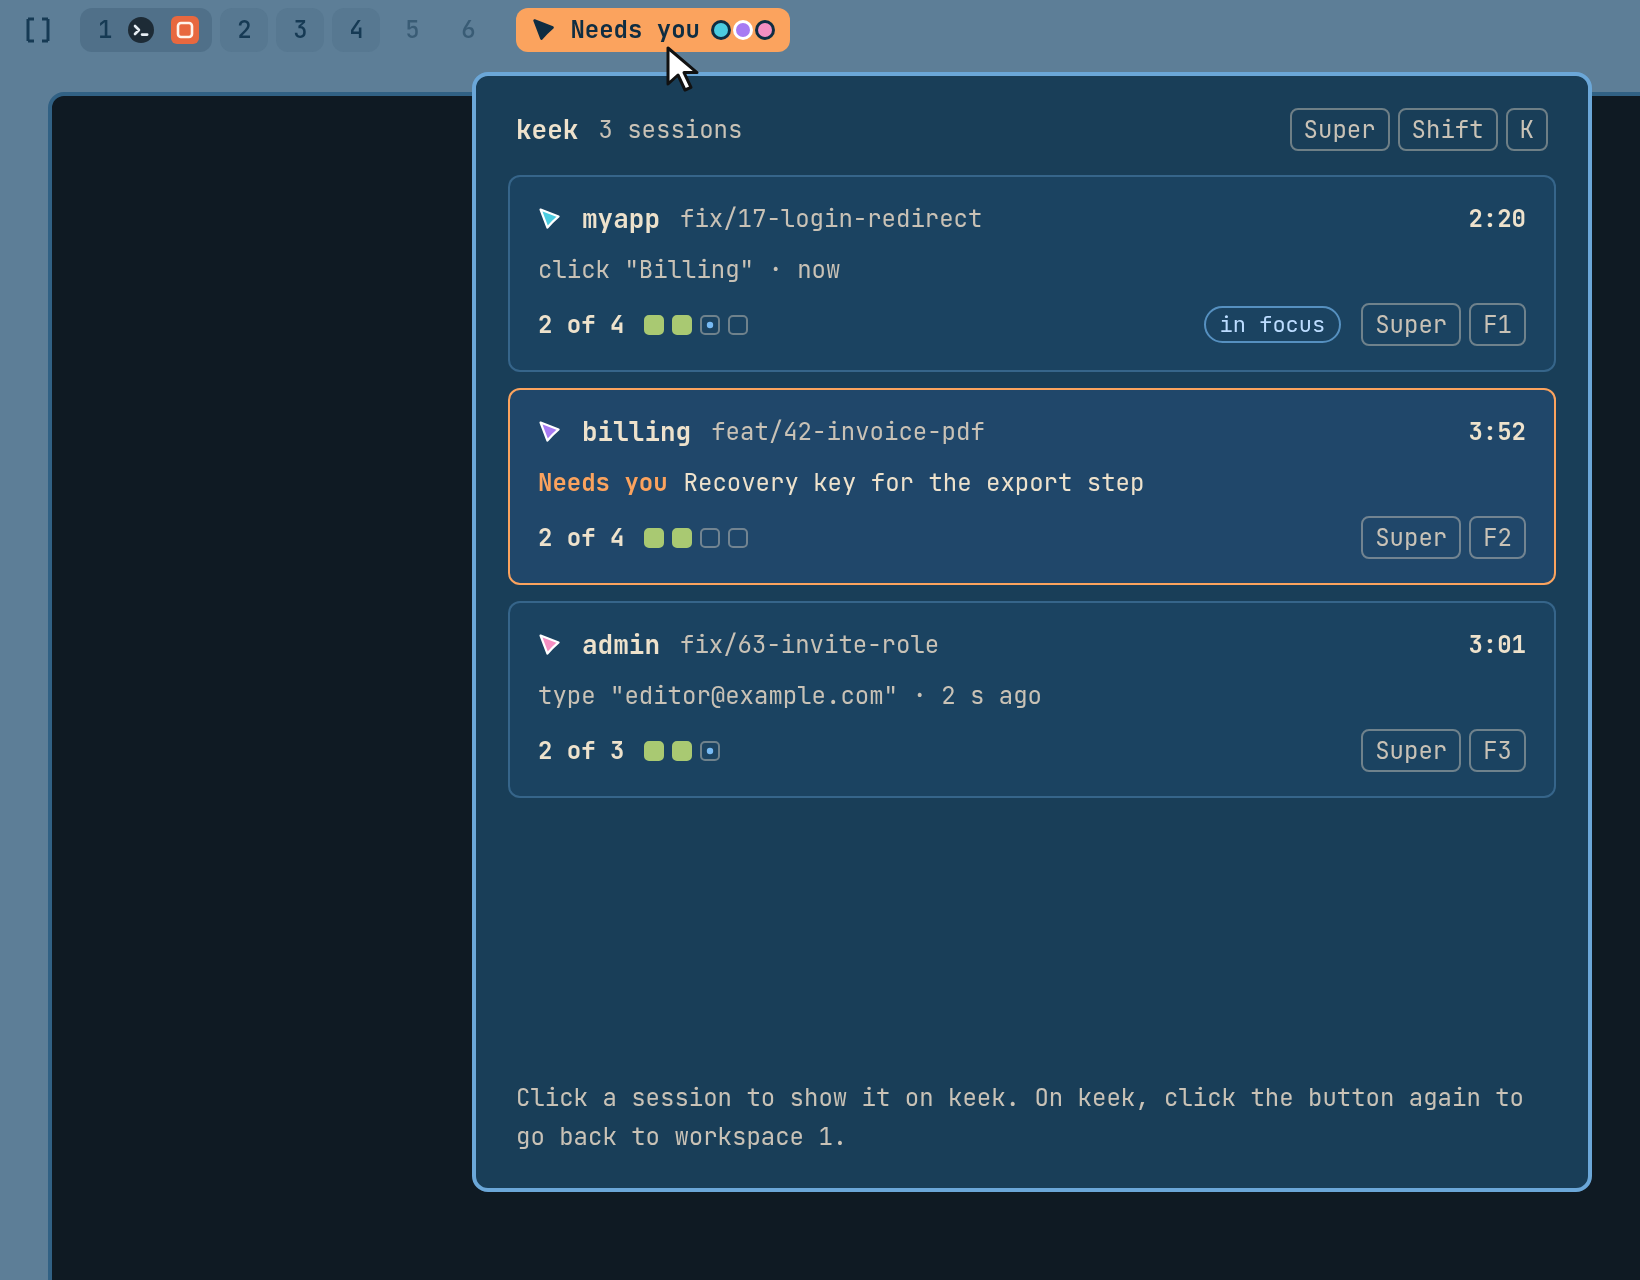 1 2 3 4 5 6 Needs you
keek 3 sessions Super Shift K
myapp fix/17-login-redirect 2:20
click "Billing" · now
2 of 4 in focus Super F1
billing feat/42-invoice-pdf 3:52
Needs you Recovery key for the export step
2 of 4 Super F2
admin fix/63-invite-role 3:01
type "editor@example.com" · 2 s ago
2 of 3 Super F3
Click a session to show it on keek. On keek, click the button again to
go back to workspace 1.